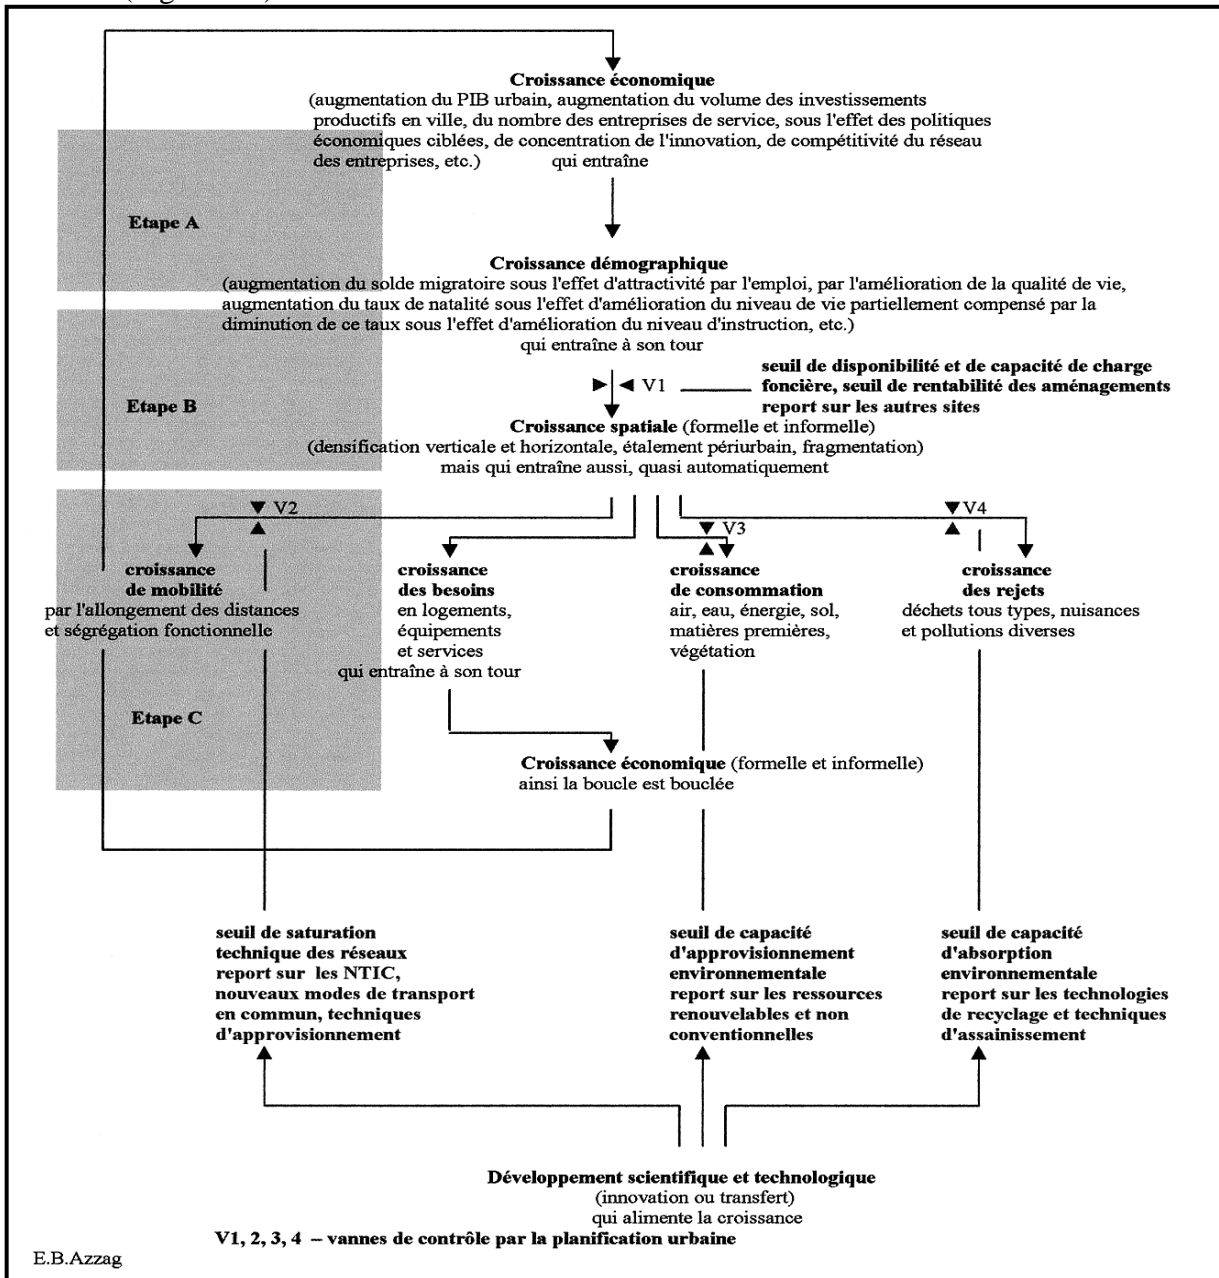 Croissance économique
(augmentation du PIB urbain, augmentation du volume des investissements
productifs en ville, du nombre des entreprises de service, sous l'effet des politiques
économiques ciblées, de concentration de l'innovation, de compétitivité du réseau
des entreprises, etc.) qui entraîne
Etape A
Croissance démographique
(augmentation du solde migratoire sous l'effet d'attractivité par l'emploi, par l'amélioration de la qualité de vie,
augmentation du taux de natalité sous l'effet d'amélioration du niveau de vie partiellement compensé par la
diminution de ce taux sous l'effet d'amélioration du niveau d'instruction, etc.)
qui entraîne à son tour
V1
seuil de disponibilité et de capacité de charge
foncière, seuil de rentabilité des aménagements
report sur les autres sites
Etape B
Croissance spatiale (formelle et informelle)
(densification verticale et horizontale, étalement périurbain, fragmentation)
mais qui entraîne aussi, quasi automatiquement
V2
V3
V4
croissance
de mobilité
par l'allongement des distances
et ségrégation fonctionnelle
croissance
des besoins
en logements,
équipements
et services
qui entraîne à son tour
croissance
de consommation
air, eau, énergie, sol,
matières premières,
végétation
croissance
des rejets
déchets tous types, nuisances
et pollutions diverses
Etape C
Croissance économique (formelle et informelle)
ainsi la boucle est bouclée
seuil de saturation
technique des réseaux
report sur les NTIC,
nouveaux modes de transport
en commun, techniques
d'approvisionnement
seuil de capacité
d'approvisionnement
environnementale
report sur les ressources
renouvelables et non
conventionnelles
seuil de capacité
d'absorption
environnementale
report sur les technologies
de recyclage et techniques
d'assainissement
Développement scientifique et technologique
(innovation ou transfert)
qui alimente la croissance
V1, 2, 3, 4 – vannes de contrôle par la planification urbaine
E.B.Azzag